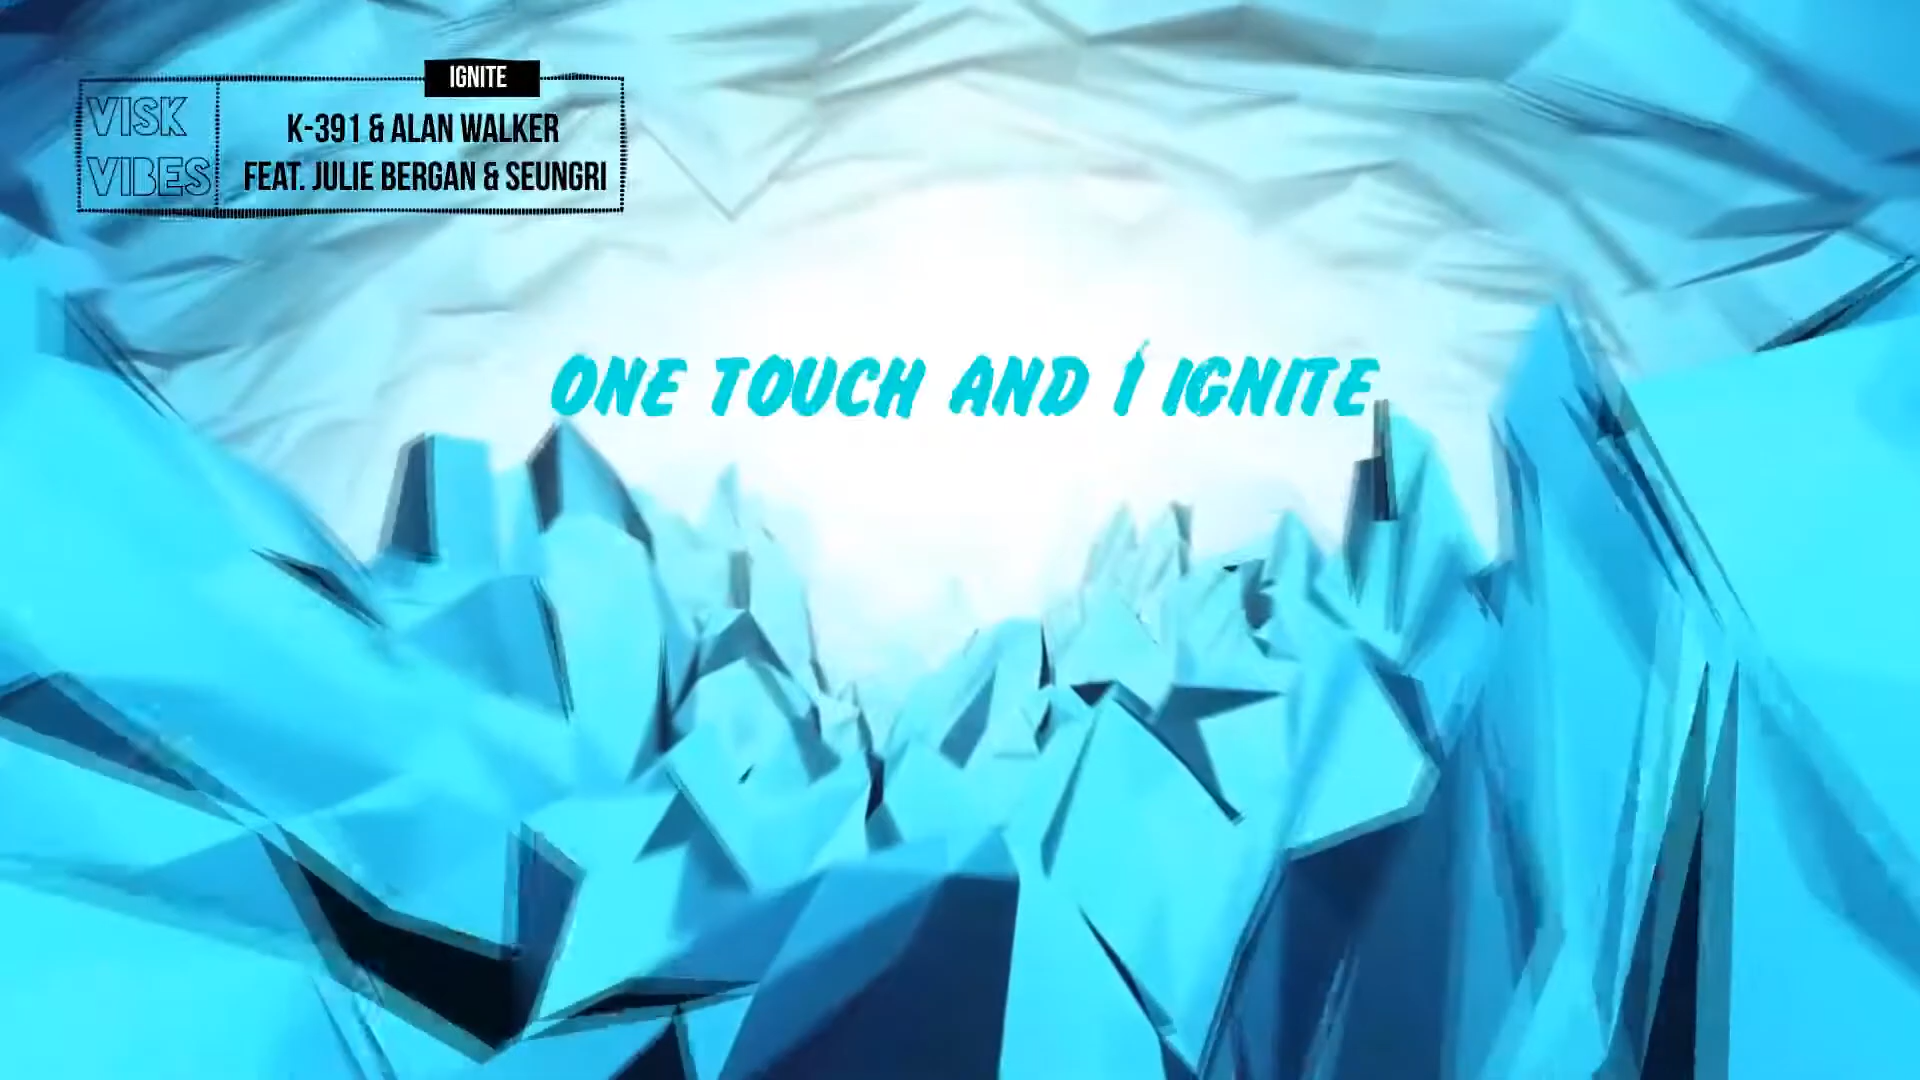 IGNITE
VISK
VIBES
K-391 & ALAN WALKER
FEAT. JULIE BERGAN & SEUNGRI
ONE TOUCH AND I IGNITE